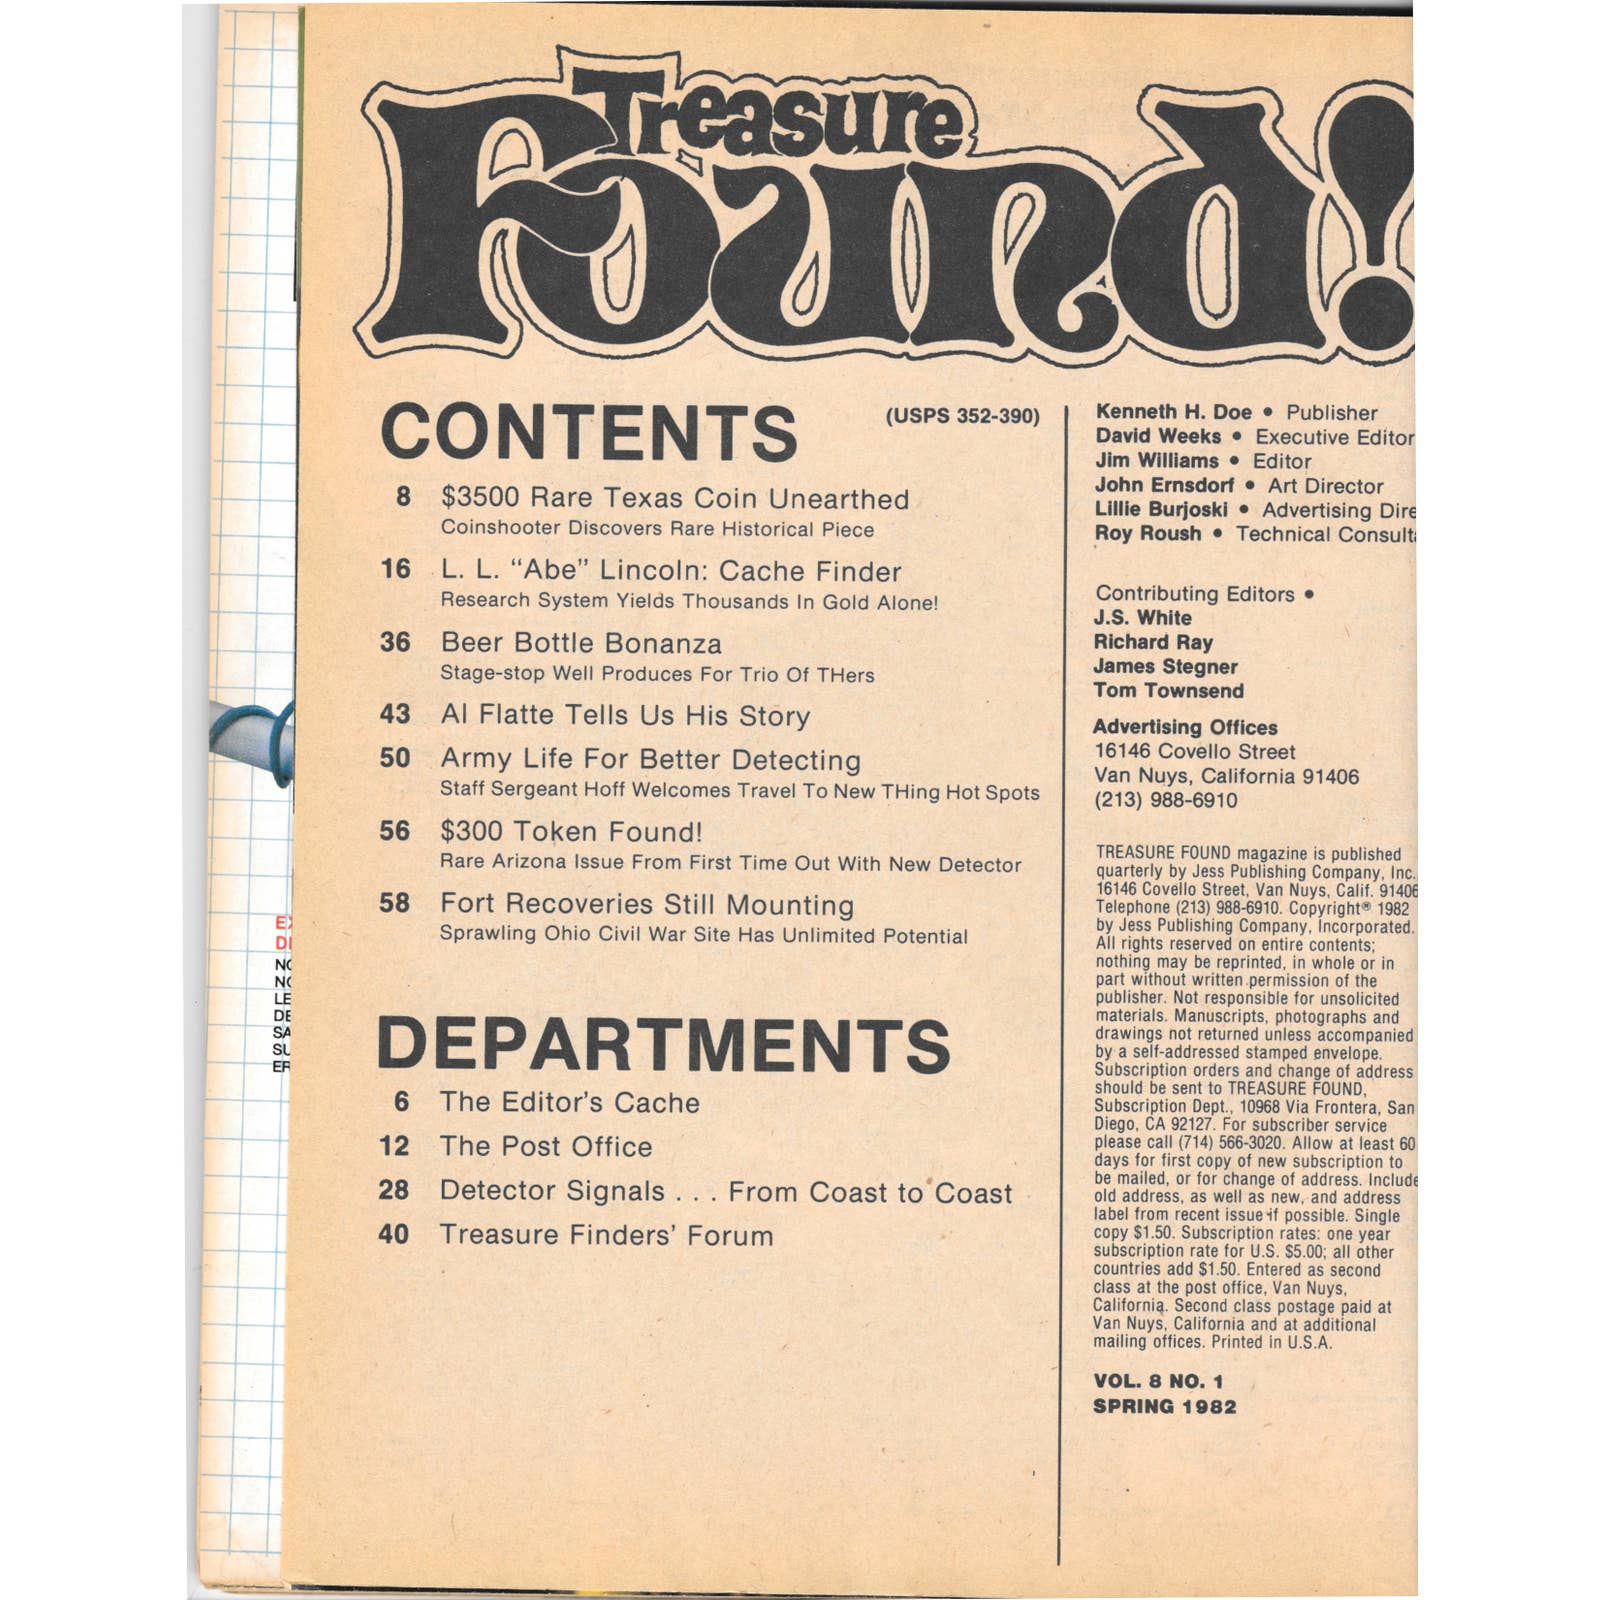 Treasure
Found!
CONTENTS
(USPS 352-390)
8 $3500 Rare Texas Coin Unearthed
Coinshooter Discovers Rare Historical Piece
16 L. L. “Abe” Lincoln: Cache Finder
Research System Yields Thousands In Gold Alone!
36 Beer Bottle Bonanza
Stage-stop Well Produces For Trio Of THers
43 Al Flatte Tells Us His Story
50 Army Life For Better Detecting
Staff Sergeant Hoff Welcomes Travel To New THing Hot Spots
56 $300 Token Found!
Rare Arizona Issue From First Time Out With New Detector
58 Fort Recoveries Still Mounting
Sprawling Ohio Civil War Site Has Unlimited Potential
DEPARTMENTS
6 The Editor’s Cache
12 The Post Office
28 Detector Signals . . . From Coast to Coast
40 Treasure Finders’ Forum
Kenneth H. Doe • Publisher
David Weeks • Executive Editor
Jim Williams • Editor
John Ernsdorf • Art Director
Lillie Burjoski • Advertising Dire
Roy Roush • Technical Consult
Contributing Editors •
J.S. White
Richard Ray
James Stegner
Tom Townsend
Advertising Offices
16146 Covello Street
Van Nuys, California 91406
(213) 988-6910
TREASURE FOUND magazine is published
quarterly by Jess Publishing Company, Inc.
16146 Covello Street, Van Nuys, Calif. 91406
Telephone (213) 988-6910. Copyright® 1982
by Jess Publishing Company, Incorporated.
All rights reserved on entire contents;
nothing may be reprinted, in whole or in
part without written permission of the
publisher. Not responsible for unsolicited
materials. Manuscripts, photographs and
drawings not returned unless accompanied
by a self-addressed stamped envelope.
Subscription orders and change of address
should be sent to TREASURE FOUND,
Subscription Dept., 10968 Via Frontera, San
Diego, CA 92127. For subscriber service
please call (714) 566-3020. Allow at least 60
days for first copy of new subscription to
be mailed, or for change of address. Include
old address, as well as new, and address
label from recent issue if possible. Single
copy $1.50. Subscription rates: one year
subscription rate for U.S. $5.00; all other
countries add $1.50. Entered as second
class at the post office, Van Nuys,
California. Second class postage paid at
Van Nuys, California and at additional
mailing offices. Printed in U.S.A.
VOL. 8 NO. 1
SPRING 1982